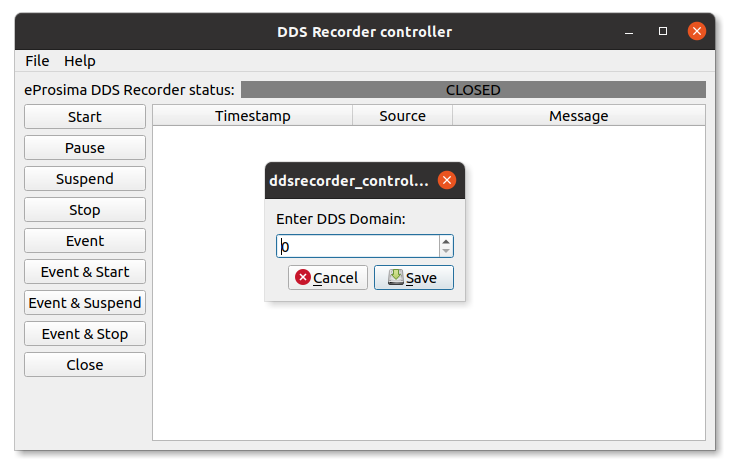 DDS Recorder controller
File Help
eProsima DDS Recorder status: CLOSED
Start
Pause
Suspend
Stop
Event
Event & Start
Event & Suspend
Event & Stop
Close
Timestamp Source Message
ddsrecorder_control...
Enter DDS Domain:
0
Cancel Save